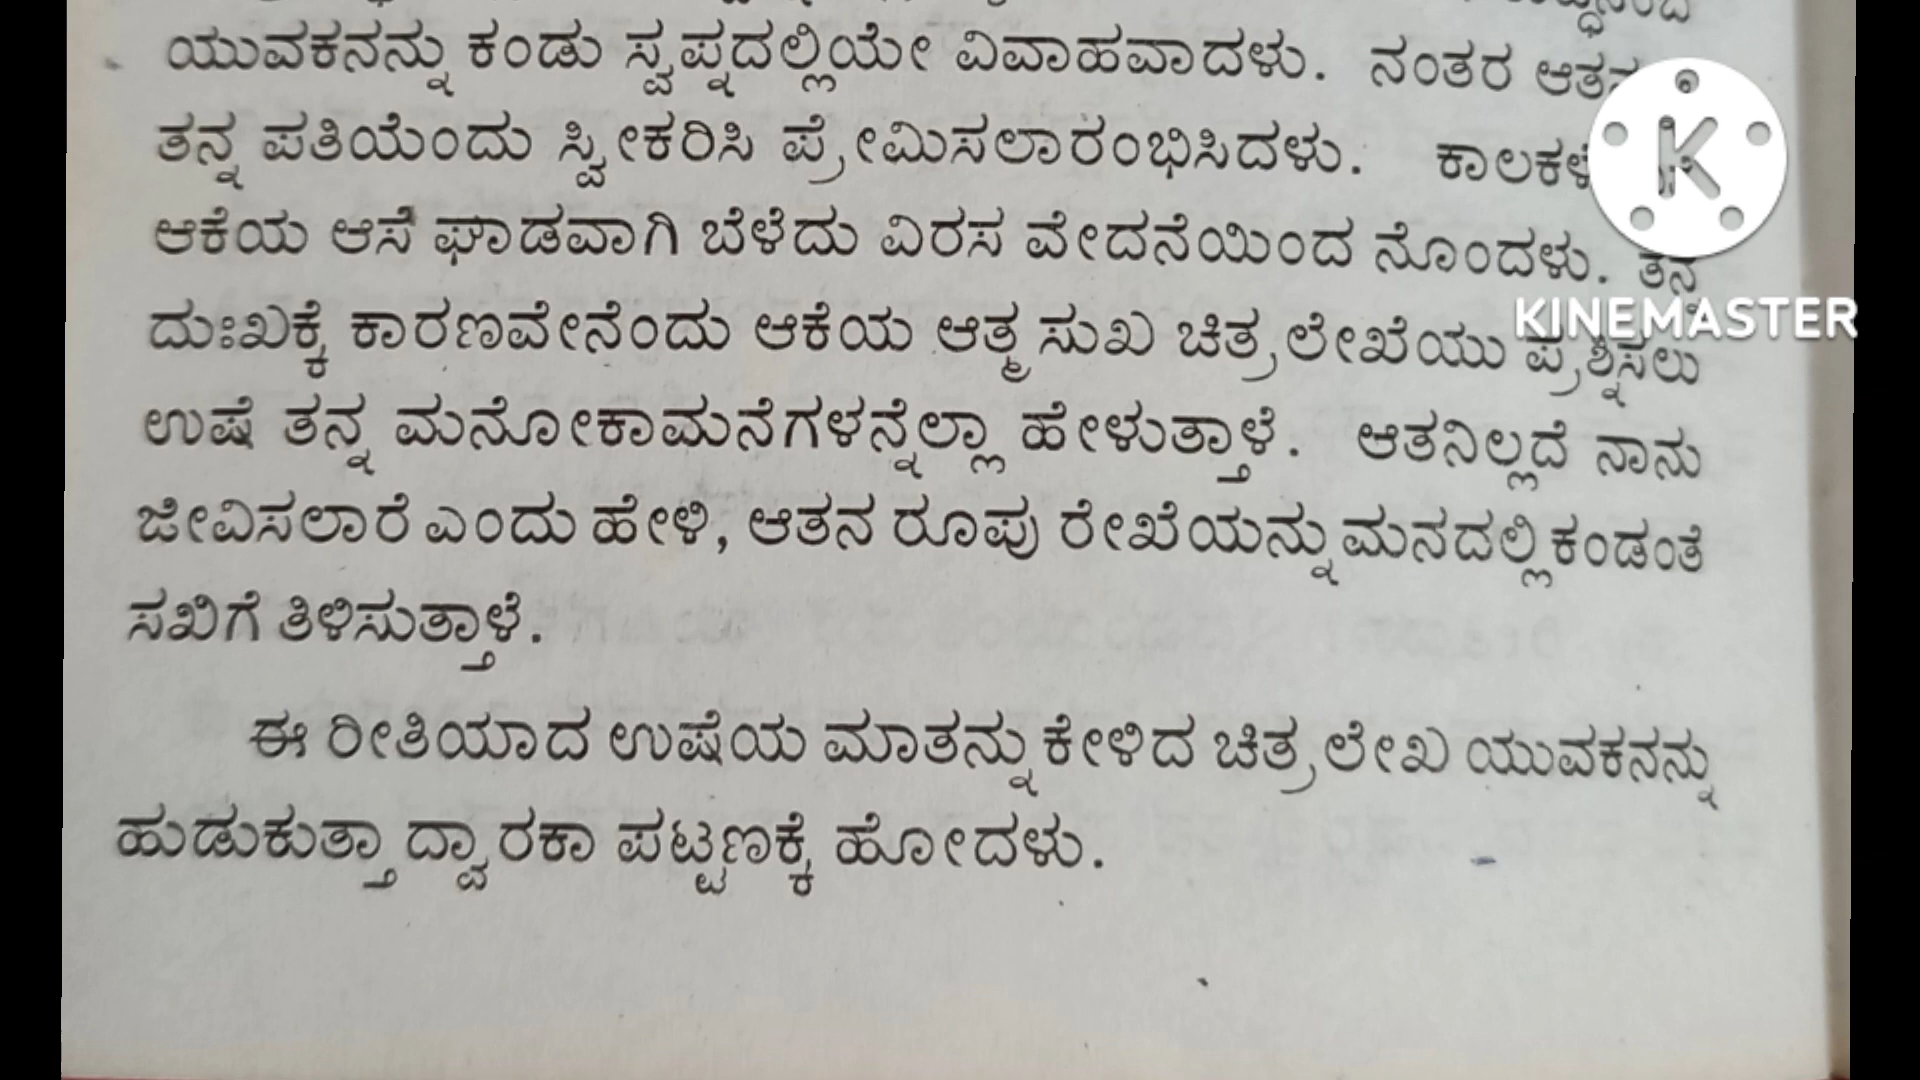 ಯುವಕನನ್ನು ಕಂಡು ಸ್ವಪ್ನದಲ್ಲಿಯೇ ವಿವಾಹವಾದಳು. ನಂತರ
ತನ್ನ ಪತಿಯೆಂದು ಸ್ವೀಕರಿಸಿ ಪ್ರೇಮಿಸಲಾರಂಭಿಸಿದಳು.
ಆಕೆಯ ಆಸೆ ಘಾಡವಾಗಿ ಬೆಳೆದು ವಿರಸ ವೇದನೆಯಿಂದ ನೊಂದಳು. ತನ್ನ
KINEMASTER
ದುಃಖಕ್ಕೆ ಕಾರಣವೇನೆಂದು ಆಕೆಯ ಆತ್ಮಸುಖ ಚಿತ್ರಲೇಖೆಯು ಪ್ರಶ್ನಿಸಲು
ಉಷೆ ತನ್ನ ಮನೋಕಾಮನೆಗಳನ್ನೆಲ್ಲಾ ಹೇಳುತ್ತಾಳೆ. ಆತನಿಲ್ಲದೆ ನಾನು
ಜೀವಿಸಲಾರೆ ಎಂದು ಹೇಳಿ, ಆತನ ರೂಪು ರೇಖೆಯನ್ನು ಮನದಲ್ಲಿ ಕಂಡಂತೆ
ಸಖಿಗೆ ತಿಳಿಸುತ್ತಾಳೆ.
ಈ ರೀತಿಯಾದ ಉಷೆಯ ಮಾತನ್ನು ಕೇಳಿದ ಚಿತ್ರಲೇಖ ಯುವಕನನ್ನು
ಹುಡುಕುತ್ತಾ ದ್ವಾರಕಾ ಪಟ್ಟಣಕ್ಕೆ ಹೋದಳು.